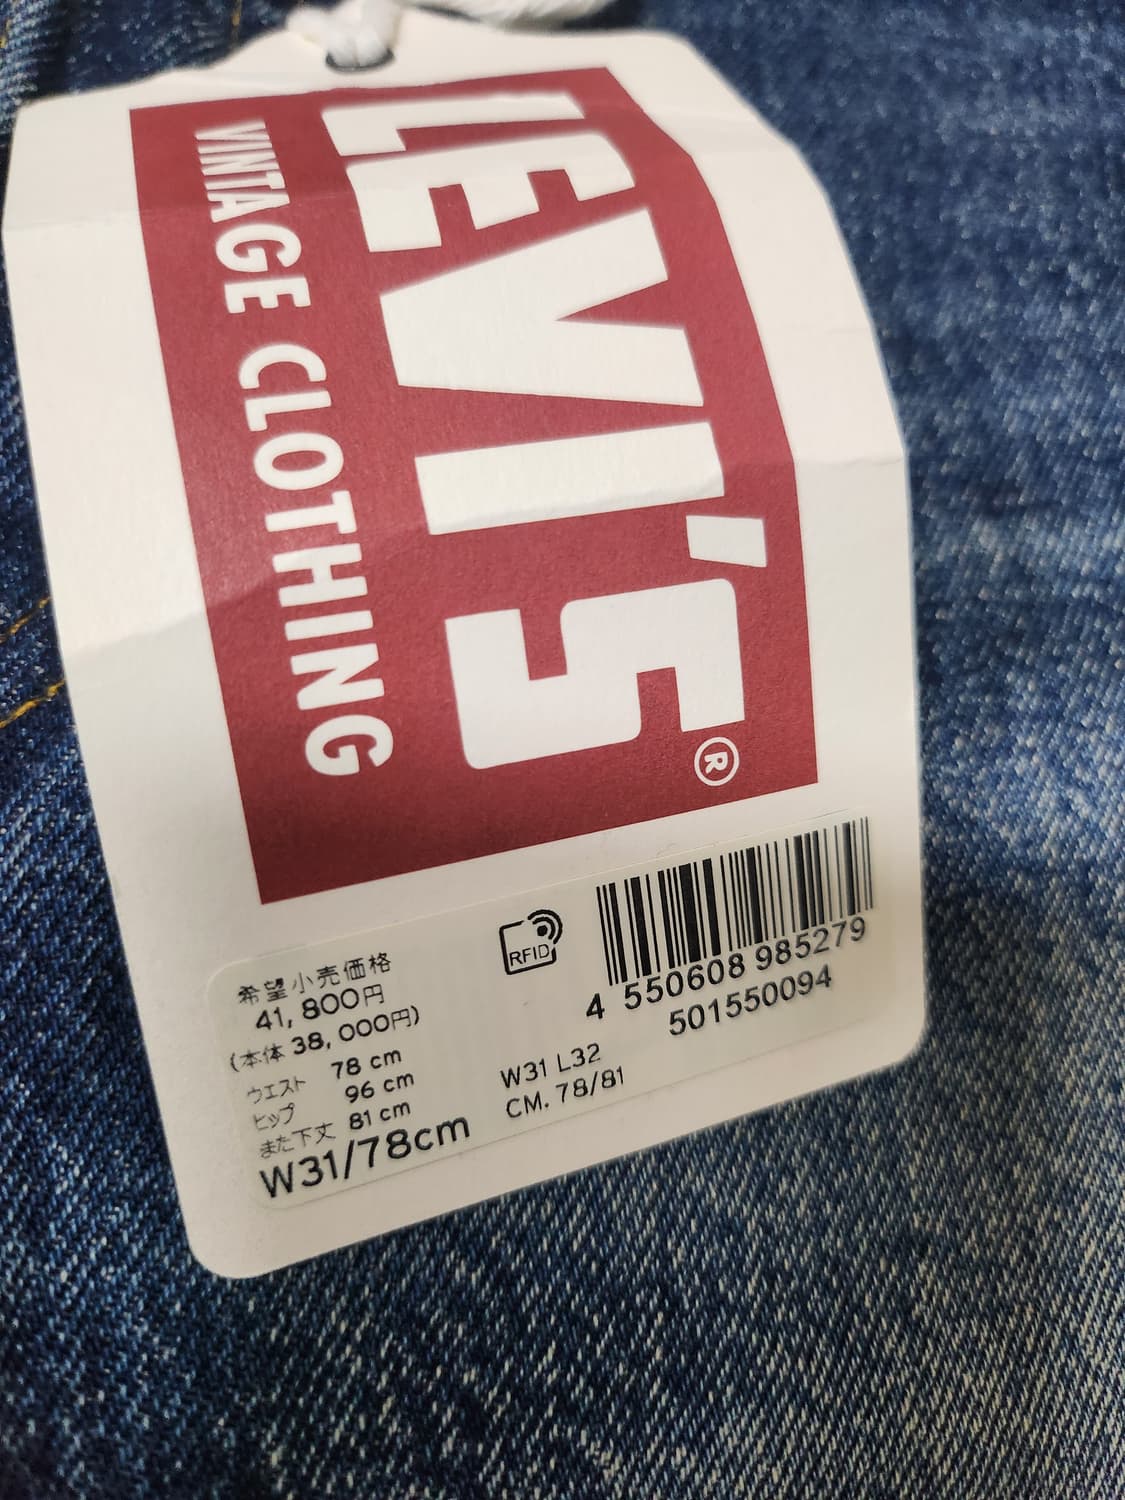 LEVI'S®
VINTAGE CLOTHING
RFID
4 550608 985279
501550094
希望小売価格
41,800円
(本体 38,000円)
ウエスト 78 cm
ヒップ 96 cm
また下丈 81 cm
W31/78cm
W31 L32
CM. 78/81